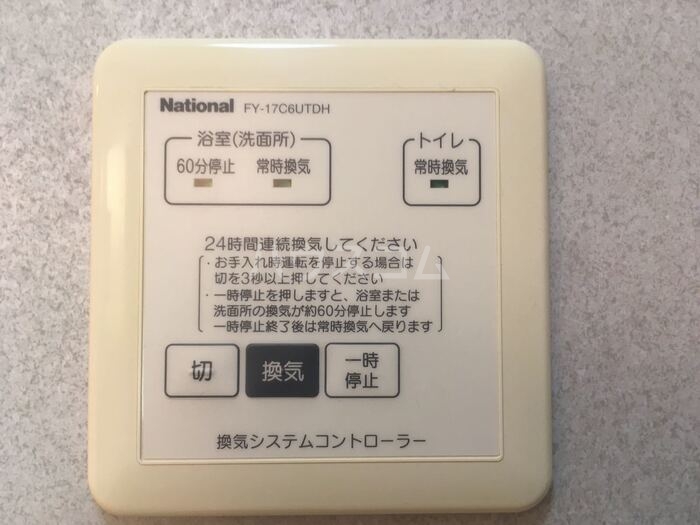 National FY-17C6UTDH
浴室(洗面所)
60分停止 常時換気
トイレ
常時換気
24時間連続換気してください
・お手入れ時運転を停止する場合は
切を3秒以上押してください
・一時停止を押しますと、浴室または
洗面所の換気が約60分停止します
一時停止終了後は常時換気へ戻ります
切
換気
一時
停止
換気システムコントローラー